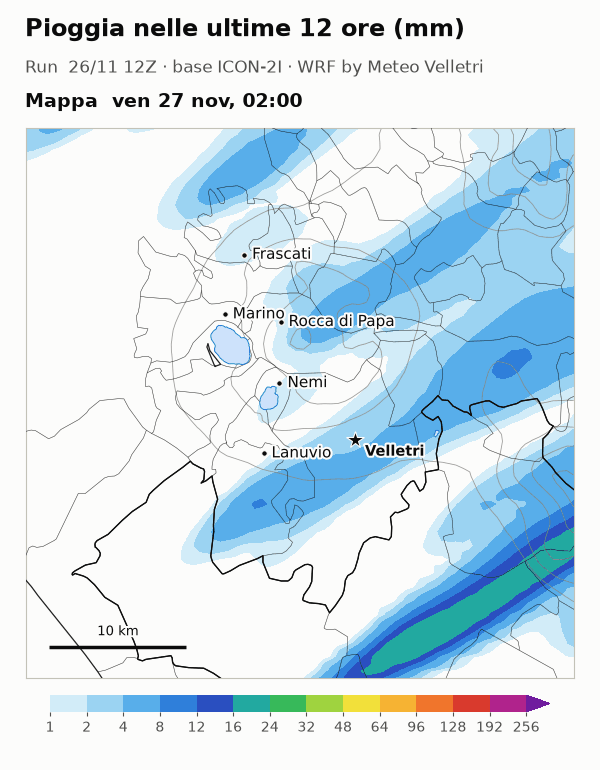 Pioggia nelle ultime 12 ore (mm)
Run  26/11 12Z · base ICON-2I · WRF by Meteo Velletri
Mappa  ven 27 nov, 02:00
Frascati
Marino
Rocca di Papa
Nemi
Velletri
Lanuvio
10 km
1 2 4 8 12 16 24 32 48 64 96 128 192 256